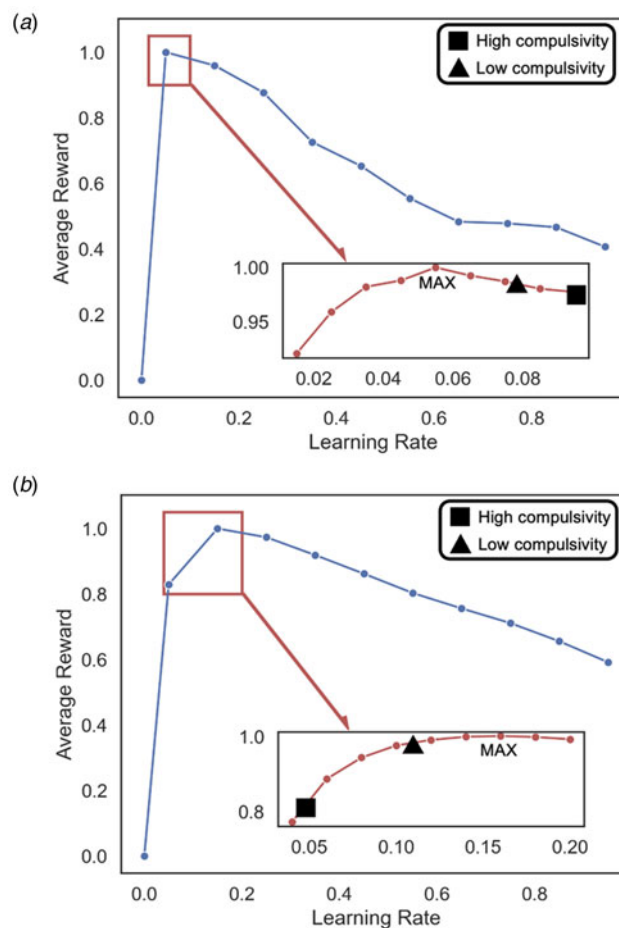 (a)
High compulsivity
Low compulsivity
1.0
0.8
0.6
0.4
0.2
0.0
Average Reward
1.00
0.95
MAX
0.02 0.04 0.06 0.08
0.0 0.2 0.4 0.6 0.8
Learning Rate
(b)
High compulsivity
Low compulsivity
1.0
0.8
0.6
0.4
0.2
0.0
Average Reward
1.0
0.8
MAX
0.05 0.10 0.15 0.20
0.0 0.2 0.4 0.6 0.8
Learning Rate